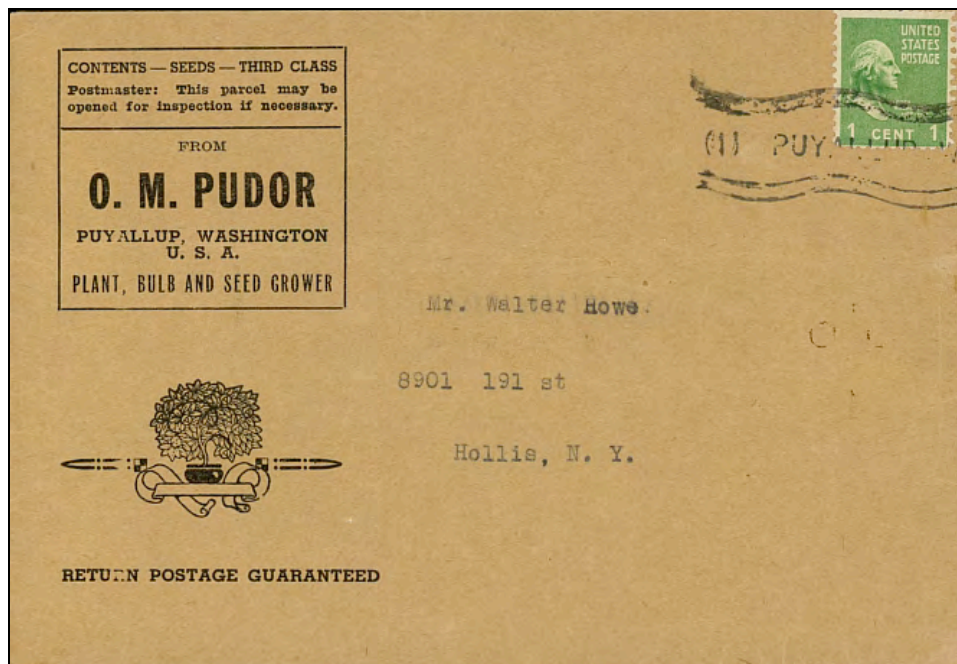 CONTENTS — SEEDS — THIRD CLASS
Postmaster: This parcel may be
opened for inspection if necessary.
FROM
O. M. PUDOR
PUYALLUP, WASHINGTON
U. S. A.
PLANT, BULB AND SEED GROWER
UNITED
STATES
POSTAGE
1 CENT 1
(1) PUYALLUP
Mr. Walter Howe
8901 191 st
Hollis, N. Y.
RETURN POSTAGE GUARANTEED